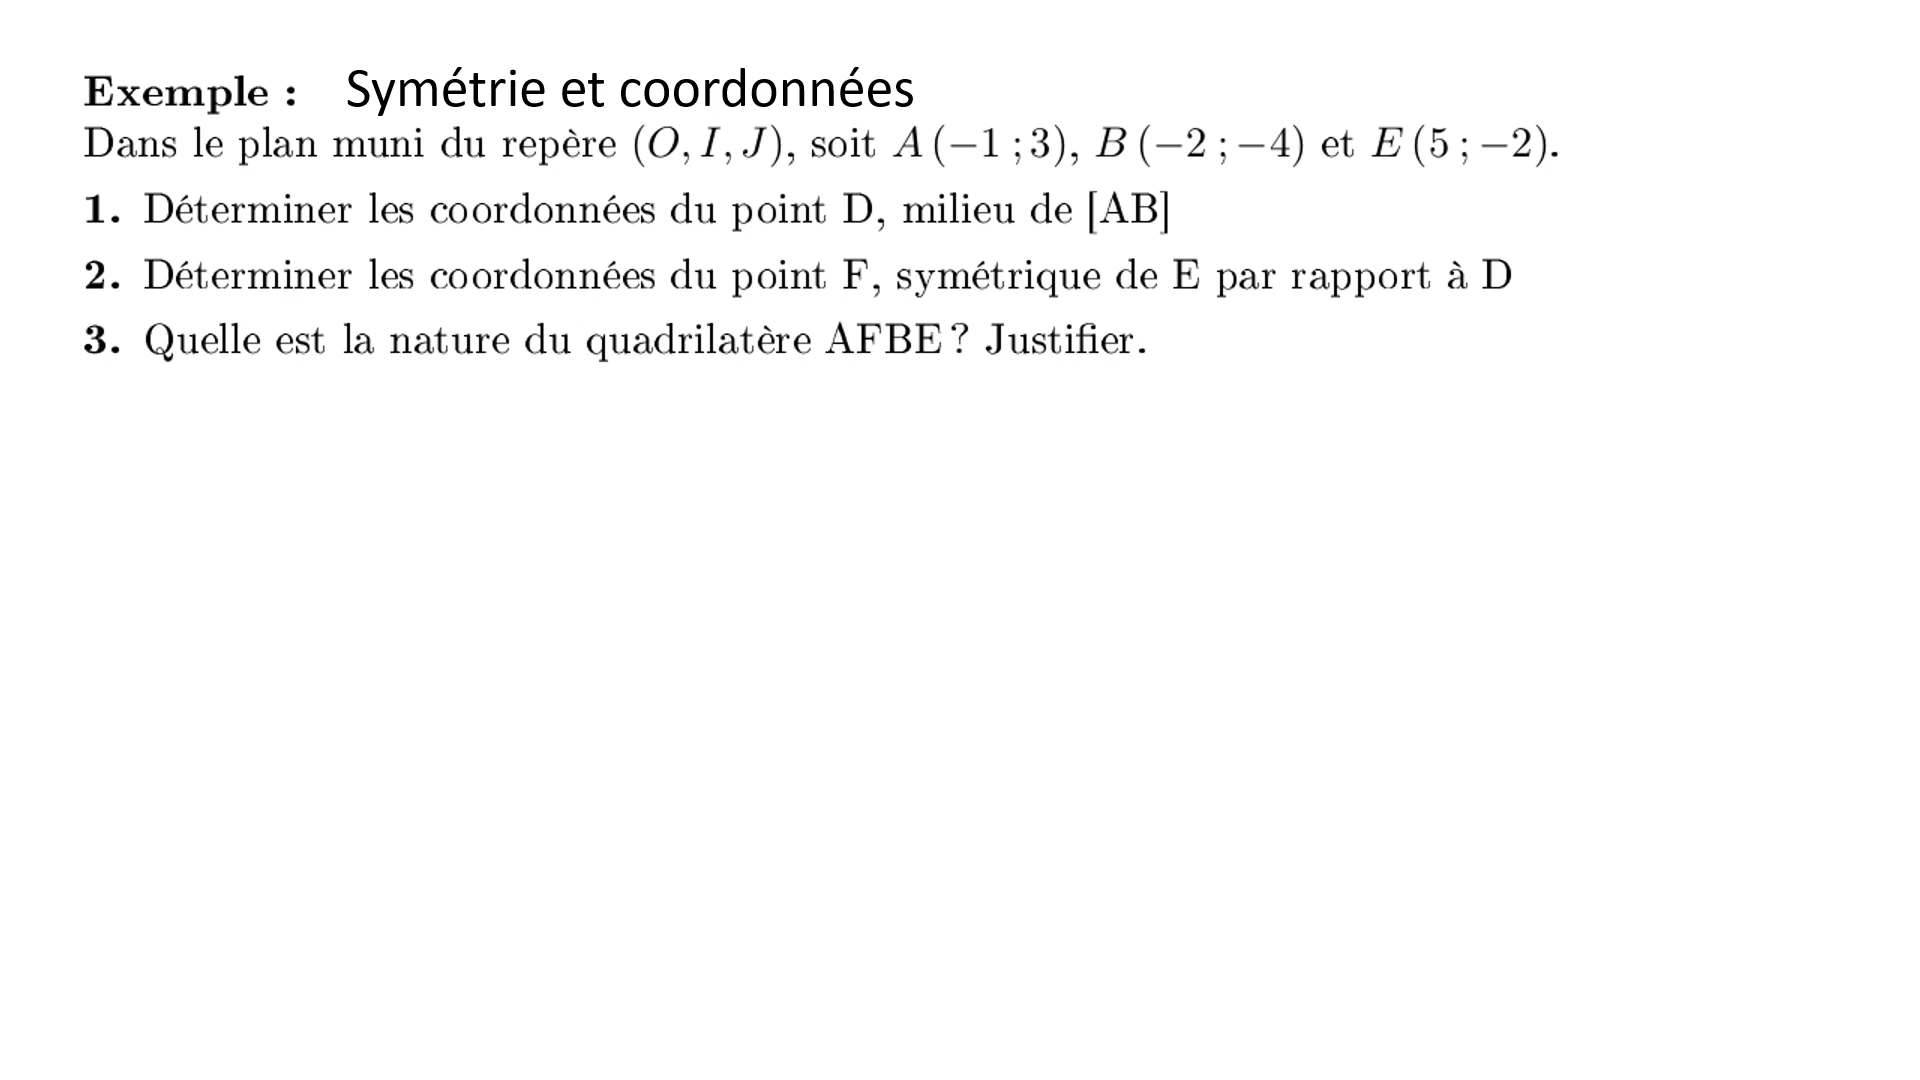 Exemple : Symétrie et coordonnées
Dans le plan muni du repère (O, I, J), soit A (−1 ; 3), B (−2 ; −4) et E (5 ; −2).
1. Déterminer les coordonnées du point D, milieu de [AB]
2. Déterminer les coordonnées du point F, symétrique de E par rapport à D
3. Quelle est la nature du quadrilatère AFBE ? Justifier.